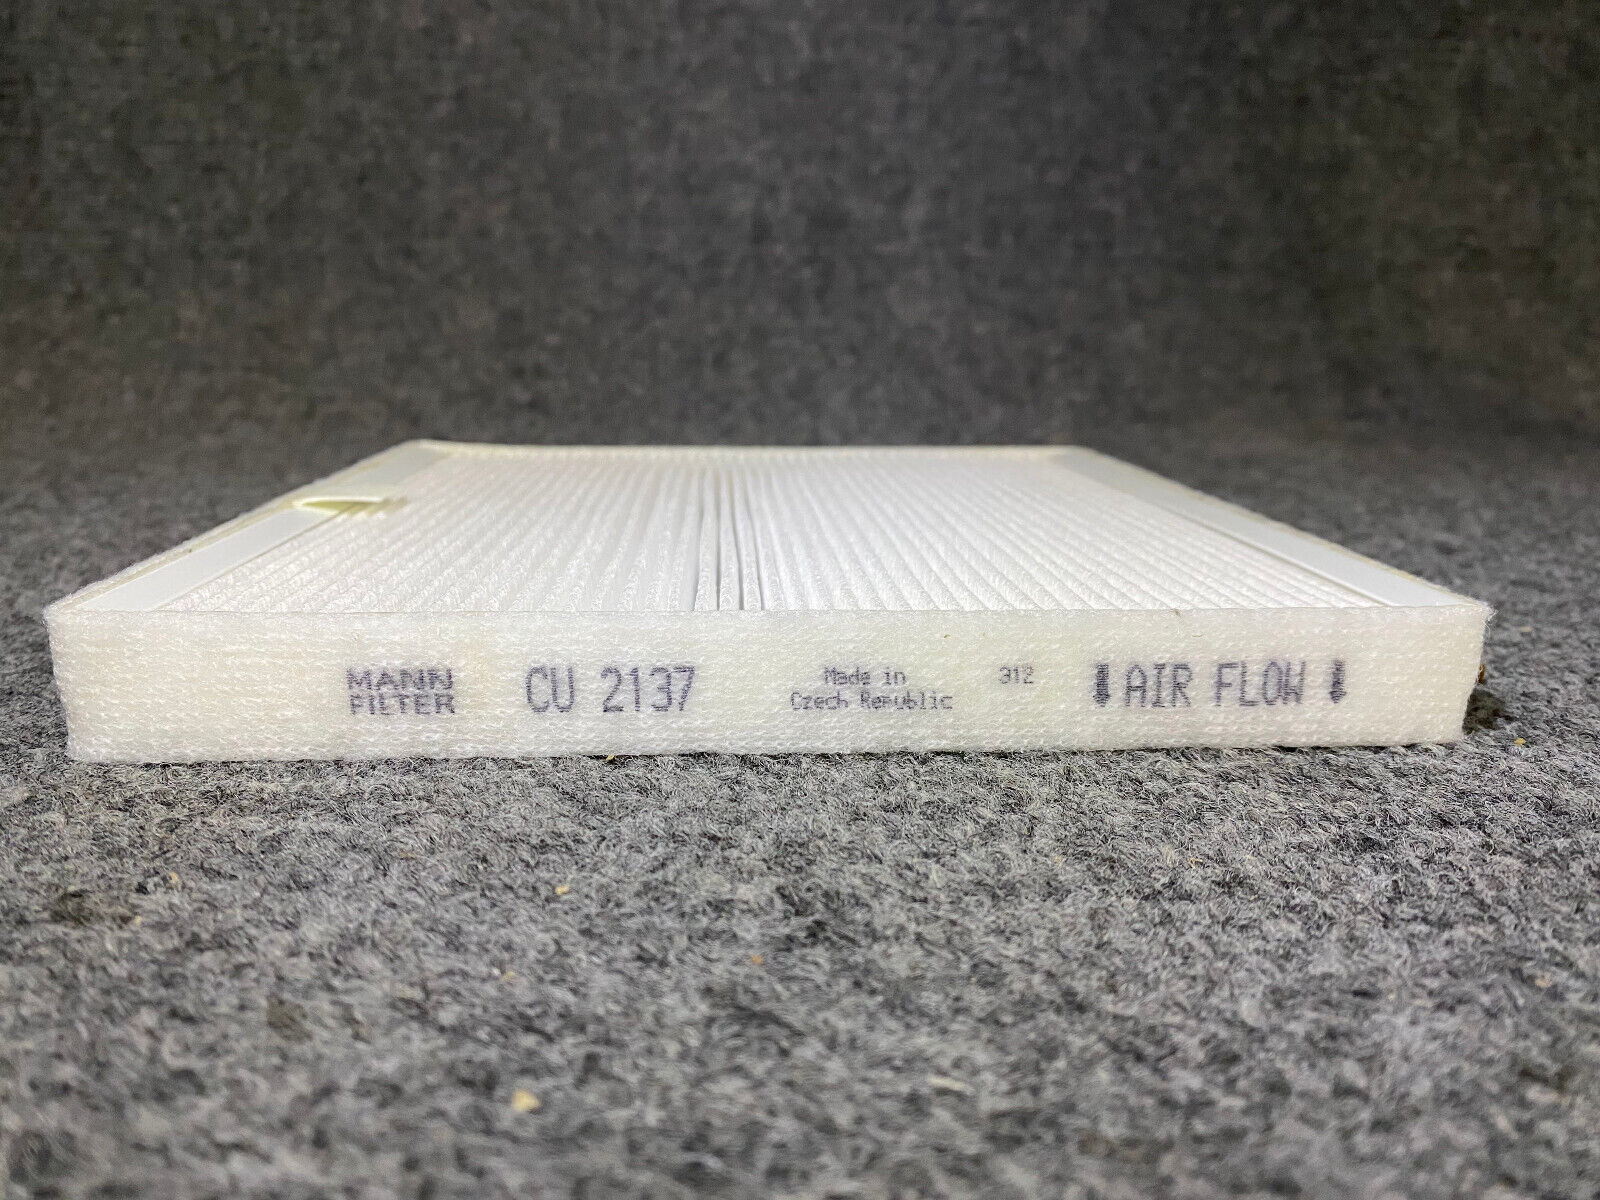 MANN
FILTER
CU 2137
Made in
Czech Republic
312
⬇ AIR FLOW ⬇